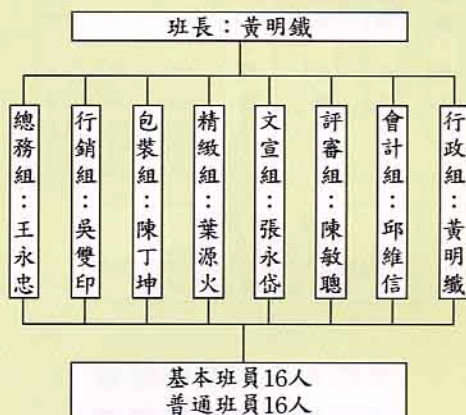 班長：黃明鐵
總務組：王永忠
行銷組：吳雙印
包裝組：陳丁坤
精緻組：葉源火
文宣組：張永岱
評審組：陳敏聰
會計組：邱維信
行政組：黃明鐵
基本班員16人
普通班員16人